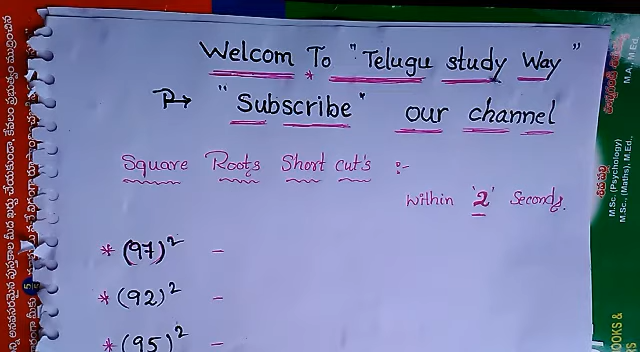 Welcom To "Telugu study Way"
"Subscribe" our channel
Square Roots Short cut's :-
Within '2' Seconds.
* (97)² -
* (92)² -
* (95)² -
M.A., M.Ed.
M.Sc. (Psychology)
M.Sc., (Maths), M.Ed.
OOKS &